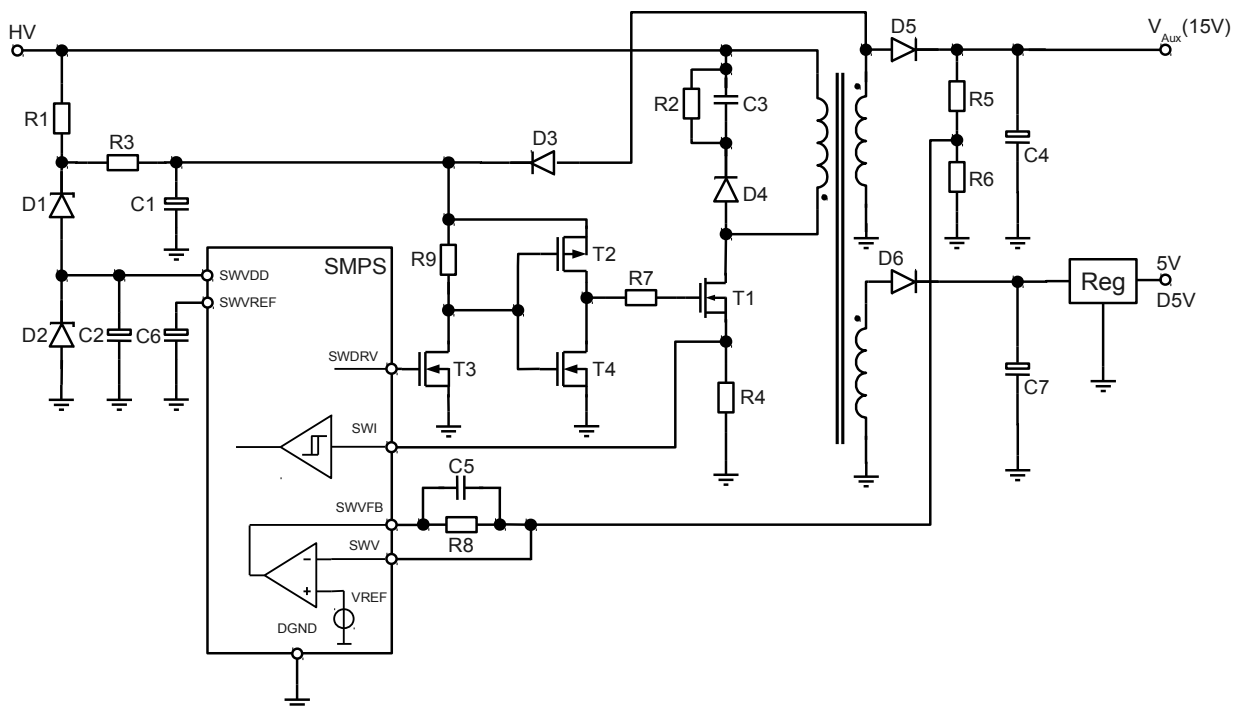 HV
D5
V Aux (15V)
R1
R2
C3
R5
R3
D3
C4
D1
C1
D4
R6
SMPS
R9
T2
D6
SWVDD
R7
T1
Reg
5V
D5V
SWVREF
D2
C2
C6
SWDRV
T3
T4
R4
C7
SWI
C5
SWVFB
R8
SWV
-
+
VREF
DGND